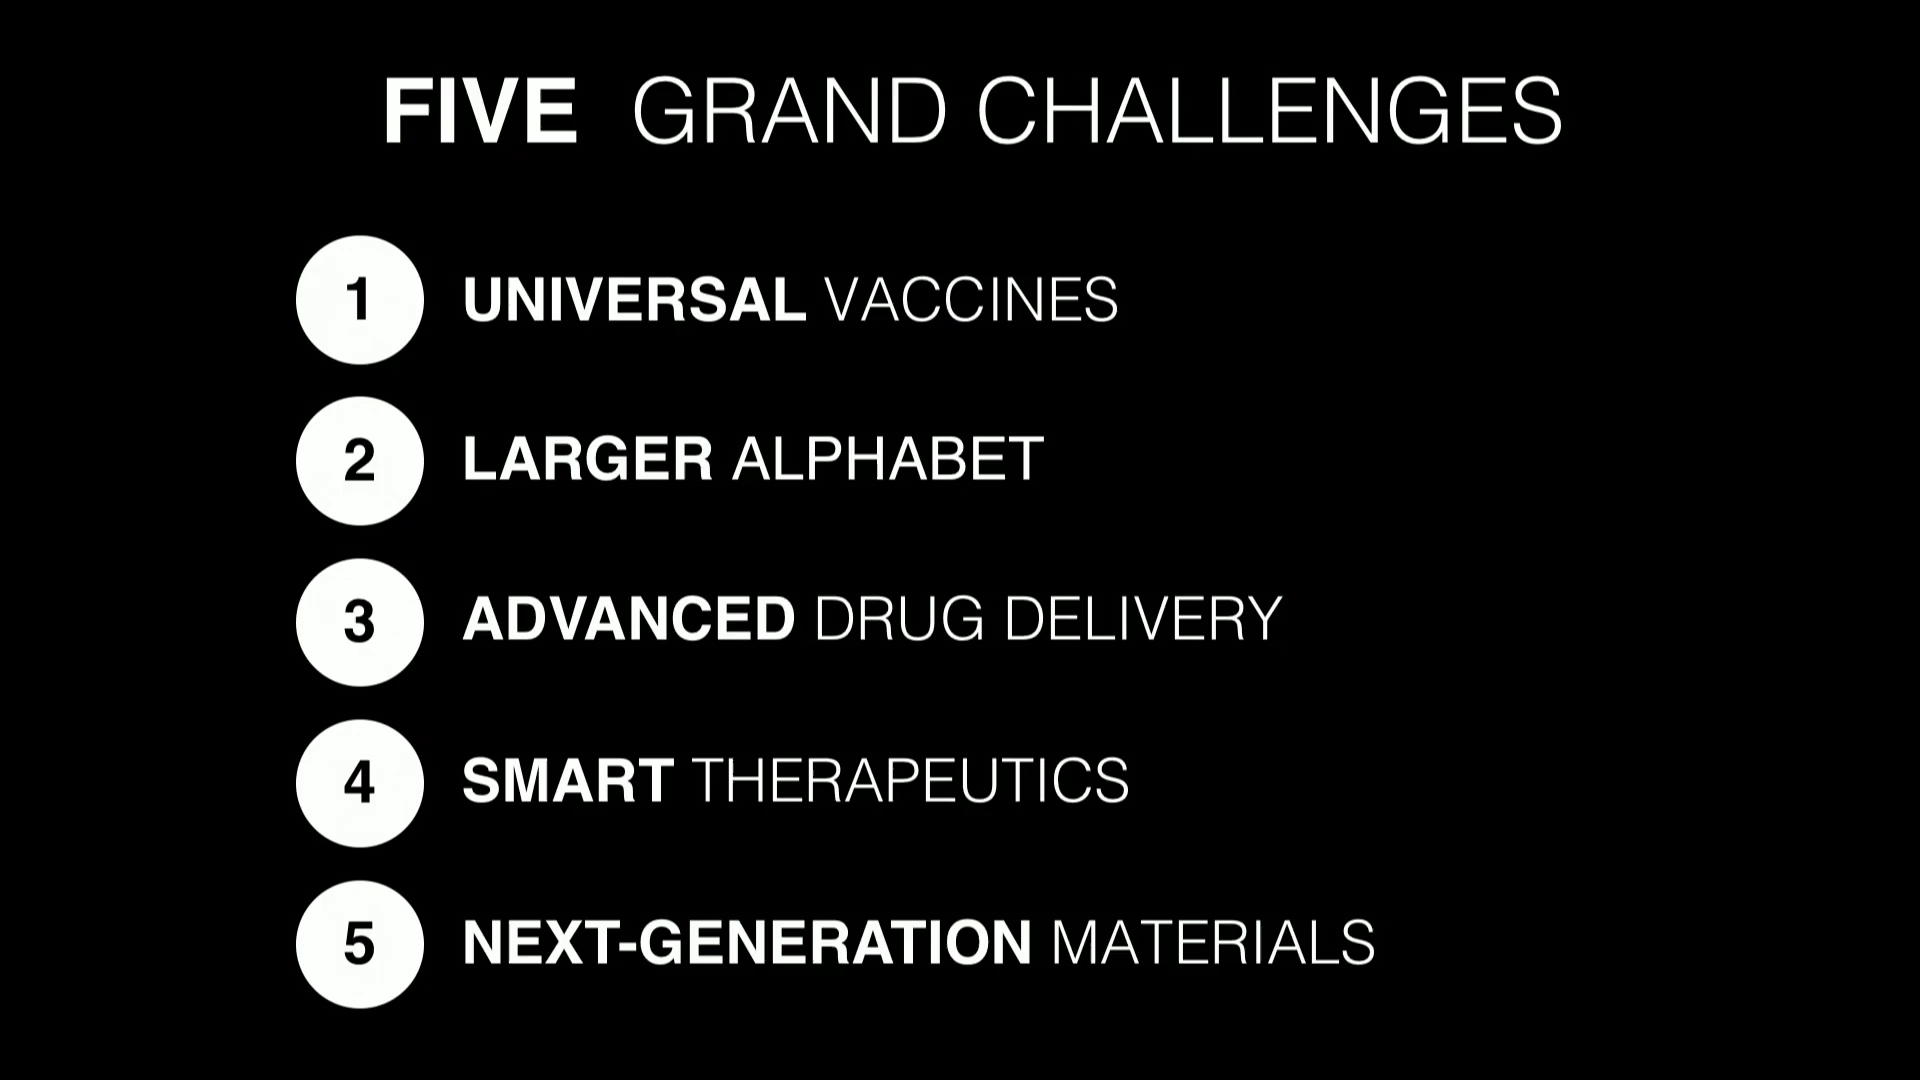 FIVE GRAND CHALLENGES
1 UNIVERSAL VACCINES
2 LARGER ALPHABET
3 ADVANCED DRUG DELIVERY
4 SMART THERAPEUTICS
5 NEXT-GENERATION MATERIALS